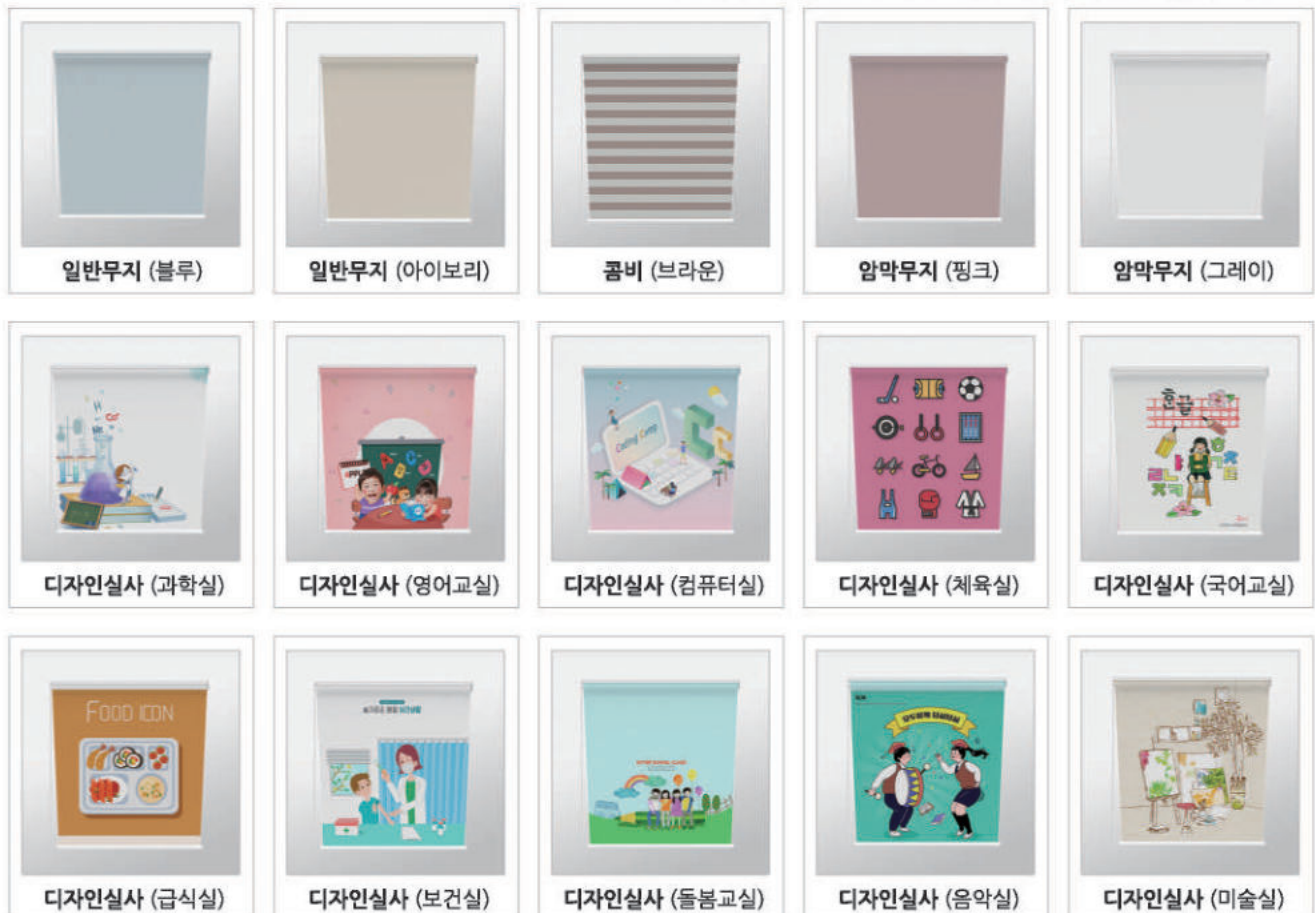 일반무지 (블루)
일반무지 (아이보리)
콤비 (브라운)
암막무지 (핑크)
암막무지 (그레이)
Coding Camp
한글
디자인실사 (과학실)
디자인실사 (영어교실)
디자인실사 (컴퓨터실)
디자인실사 (체육실)
디자인실사 (국어교실)
FOOD ICON
디자인실사 (급식실)
디자인실사 (보건실)
디자인실사 (돌봄교실)
디자인실사 (음악실)
디자인실사 (미술실)